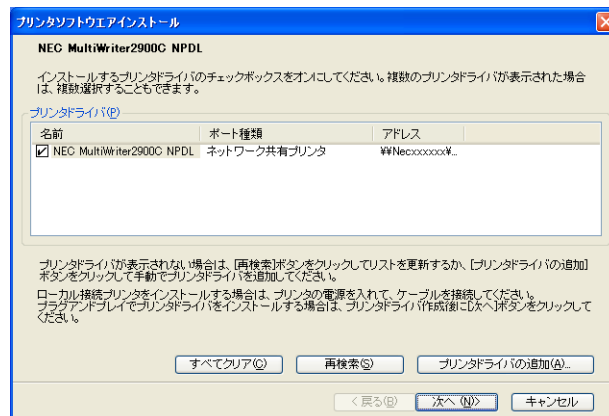 プリンタソフトウエアインストール
NEC MultiWriter2900C NPDL
インストールするプリンタドライバのチェックボックスをオンにしてください。複数のプリンタドライバが表示された場合
は、複数選択することもできます。
プリンタドライバ(P)
名前 ポート種類 アドレス
NEC MultiWriter2900C NPDL ネットワーク共有プリンタ ¥¥Necxxxxxx¥...
プリンタドライバが表示されない場合は、[再検索]ボタンをクリックしてリストを更新するか、[プリンタドライバの追加]
ボタンをクリックして手動でプリンタドライバを追加してください。
ローカル接続プリンタをインストールする場合は、プリンタの電源を入れて、ケーブルを接続してください。
プラグアンドプレイでプリンタドライバをインストールする場合は、プリンタドライバ作成後に[次へ]ボタンをクリックして
ください。
すべてクリア(C) 再検索(S) プリンタドライバの追加(A)...
< 戻る(B) 次へ (N)> キャンセル